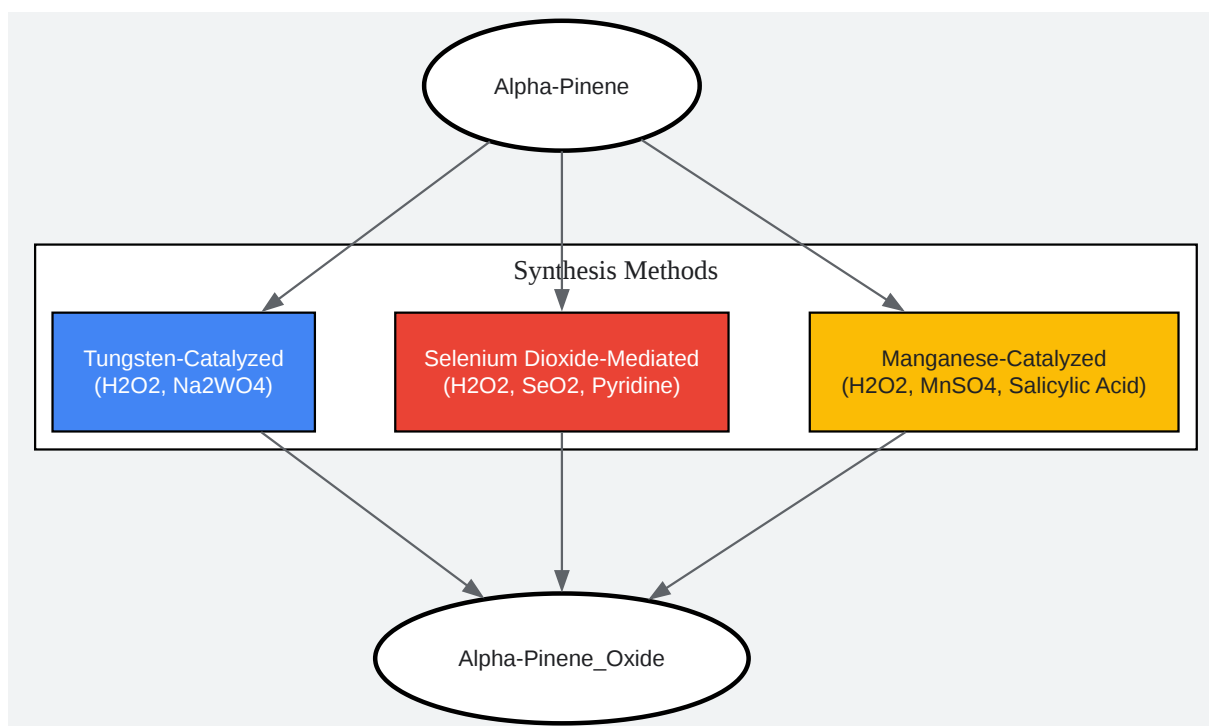 Alpha-Pinene
Synthesis Methods
Tungsten-Catalyzed
(H2O2, Na2WO4)
Selenium Dioxide-Mediated
(H2O2, SeO2, Pyridine)
Manganese-Catalyzed
(H2O2, MnSO4, Salicylic Acid)
Alpha-Pinene_Oxide